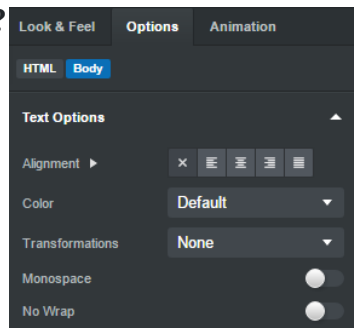 ?
Look & Feel Options Animation
HTML Body
Text Options
Alignment
Color Default
Transformations None
Monospace
No Wrap